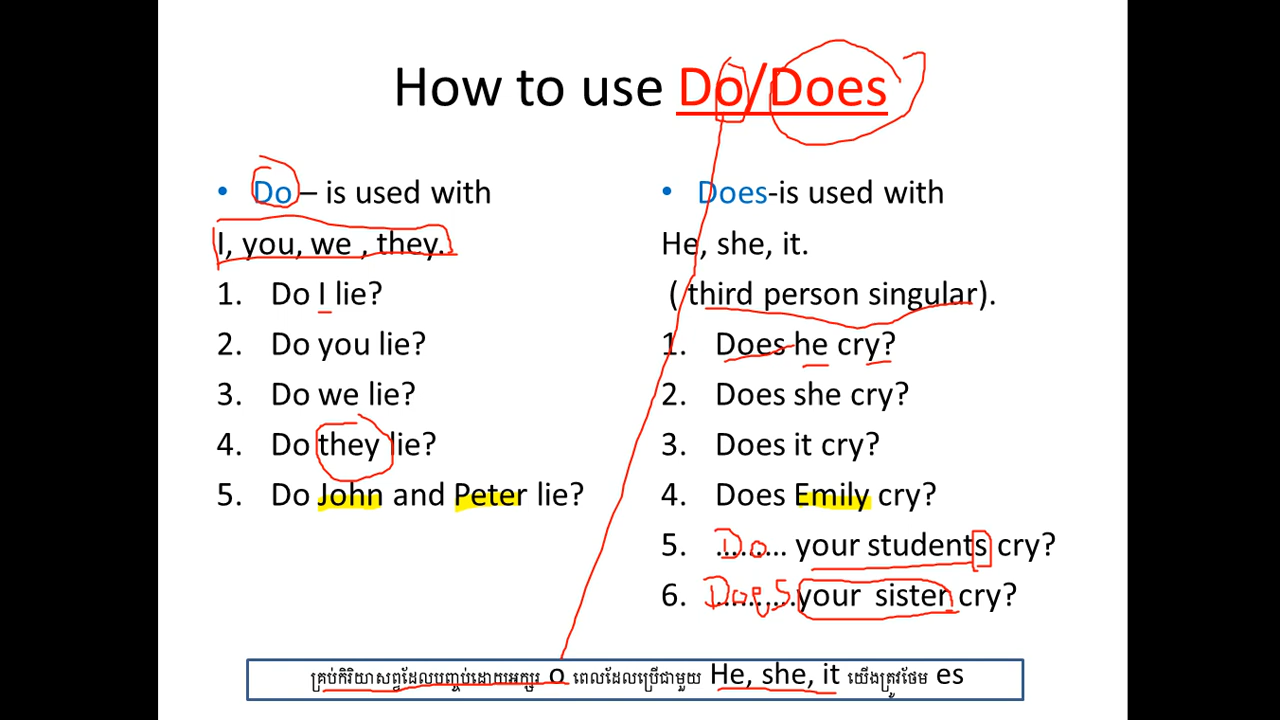 How to use Do/Does
• Do – is used with
I, you, we , they.
1. Do I lie?
2. Do you lie?
3. Do we lie?
4. Do they lie?
5. Do John and Peter lie?
• Does-is used with
He, she, it.
( third person singular).
1. Does he cry?
2. Does she cry?
3. Does it cry?
4. Does Emily cry?
5. Do ........ your students cry?
6. Does ..........your sister cry?
គ្រប់កិរិយាសព្ទដែលបញ្ចប់ដោយអក្សរ o ពេលដែលប្រើជាមួយ He, she, it យើងត្រូវថែម es